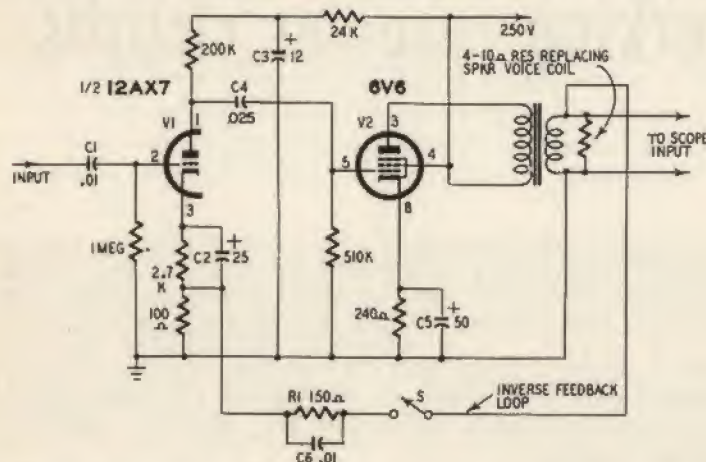 200K
C3
+
12
24K
250V
4-10Ω RES REPLACING
SPKR VOICE COIL
1/2 12AX7
C4
.025
6V6
V1
1
V2
3
TO SCOPE
INPUT
INPUT
C1
.01
2
5
4
3
8
1MEG
2.7
K
C2
+
25
510K
100
Ω
240Ω
C5
+
50
R1 150Ω
S
INVERSE FEEDBACK
LOOP
C6 .01